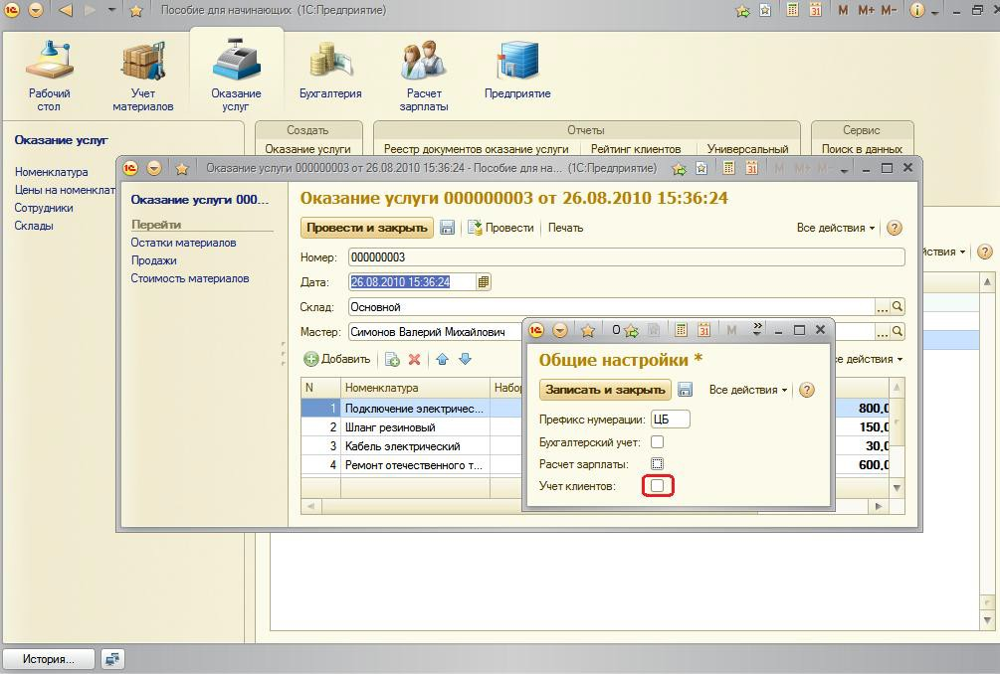 Пособие для начинающих (1С:Предприятие)
M M+ M-
Рабочий стол
Учет материалов
Оказание услуг
Бухгалтерия
Расчет зарплаты
Предприятие
Оказание услуг
Номенклатура
Цены на номенклат
Сотрудники
Склады
Создать
Оказание услуги
Отчеты
Реестр документов оказание услуги
Рейтинг клиентов
Универсальный
Сервис
Поиск в данных
Оказание услуги 000000003 от 26.08.2010 15:36:24 - Пособие для на... (1С:Предприятие)
M M+ M-
Оказание услуги 000...
Перейти
Остатки материалов
Продажи
Стоимость материалов
Оказание услуги 000000003 от 26.08.2010 15:36:24
Провести и закрыть
Провести
Печать
Все действия
Номер: 000000003
Дата: 26.08.2010 15:36:24
Склад: Основной
Мастер: Симонов Валерий Михайлович
Добавить
се действия
N Номенклатура Набор
1 Подключение электричес... 800,0
2 Шланг резиновый 150,0
3 Кабель электрический 30,0
4 Ремонт отечественного т... 600,0
О
M
Общие настройки *
Записать и закрыть
Все действия
Префикс нумерации: ЦБ
Бухгалтерский учет:
Расчет зарплаты:
Учет клиентов:
йствия
История...